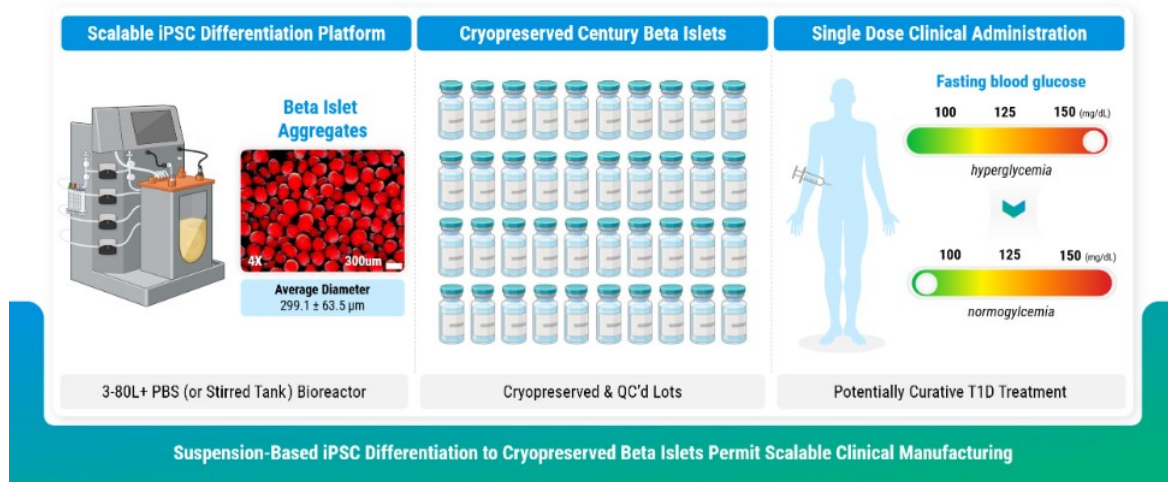 Scalable iPSC Differentiation Platform
Cryopreserved Century Beta Islets
Single Dose Clinical Administration
Beta Islet
Aggregates
4X
300um
Average Diameter
299.1 ± 63.5 µm
Fasting blood glucose
100 125 150 (mg/dL)
hyperglycemia
100 125 150 (mg/dL)
normogylcemia
3-80L+ PBS (or Stirred Tank) Bioreactor
Cryopreserved & QC'd Lots
Potentially Curative T1D Treatment
Suspension-Based iPSC Differentiation to Cryopreserved Beta Islets Permit Scalable Clinical Manufacturing